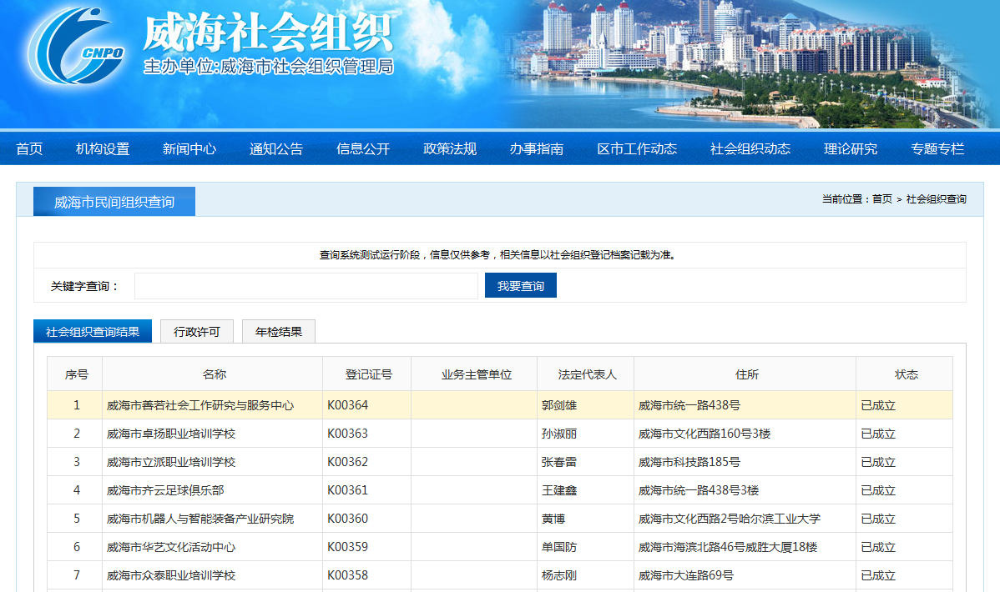 CNPO
威海社会组织
主办单位:威海市社会组织管理局
首页 机构设置 新闻中心 通知公告 信息公开 政策法规 办事指南 区市工作动态 社会组织动态 理论研究 专题专栏
威海市民间组织查询 当前位置：首页 > 社会组织查询
查询系统测试运行阶段，信息仅供参考，相关信息以社会组织登记档案记载为准。
关键字查询： 我要查询
社会组织查询结果 行政许可 年检结果
序号 名称 登记证号 业务主管单位 法定代表人 住所 状态
1 威海市善若社会工作研究与服务中心 K00364 郭剑雄 威海市统一路438号 已成立
2 威海市卓扬职业培训学校 K00363 孙淑丽 威海市文化西路160号3楼 已成立
3 威海市立派职业培训学校 K00362 张春雷 威海市科技路185号 已成立
4 威海市齐云足球俱乐部 K00361 王建鑫 威海市统一路438号3楼 已成立
5 威海市机器人与智能装备产业研究院 K00360 黄博 威海市文化西路2号哈尔滨工业大学 已成立
6 威海市华艺文化活动中心 K00359 单国防 威海市海滨北路46号威胜大厦18楼 已成立
7 威海市众泰职业培训学校 K00358 杨志刚 威海市大连路69号 已成立